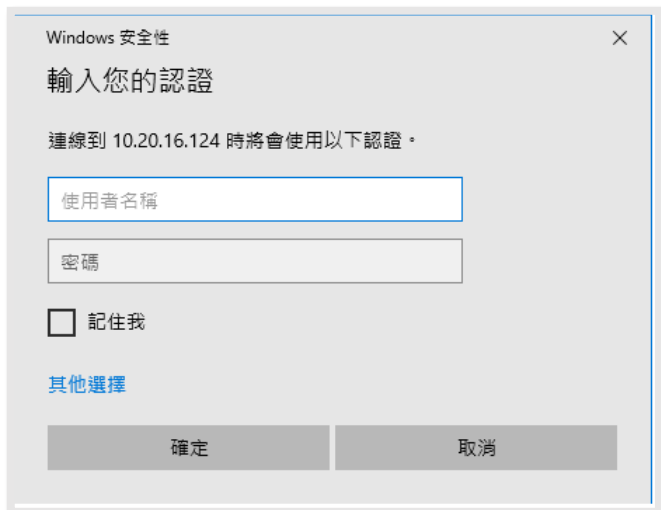 Windows 安全性
輸入您的認證
連線到 10.20.16.124 時將會使用以下認證。
使用者名稱
密碼
記住我
其他選擇
確定
取消